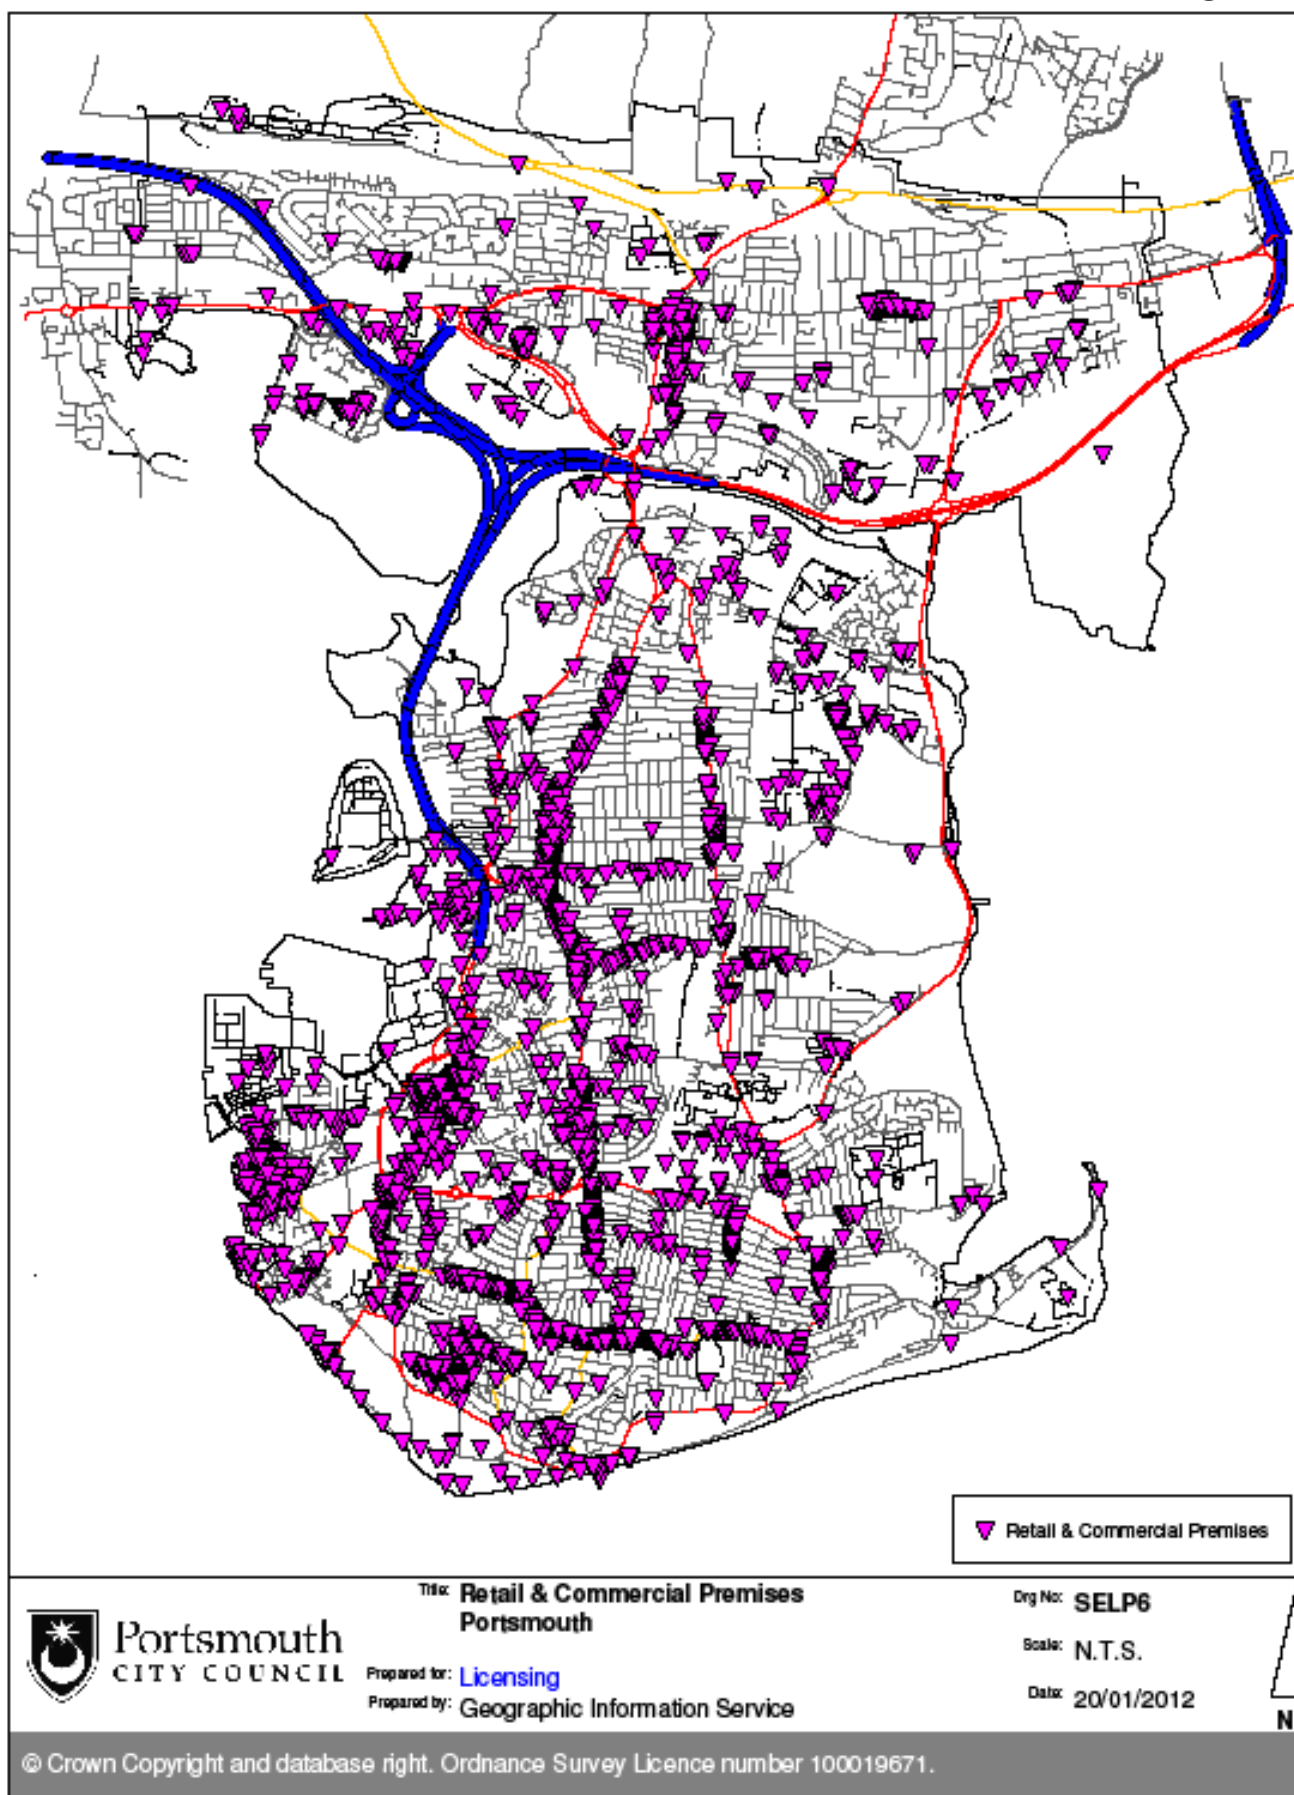 Retail & Commercial Premises
Title: Retail & Commercial Premises
Portsmouth
Prepared for: Licensing
Prepared by: Geographic Information Service
Drg No: SELP6
Scale: N.T.S.
Date: 20/01/2012
Portsmouth
CITY COUNCIL
N
© Crown Copyright and database right. Ordnance Survey Licence number 100019671.